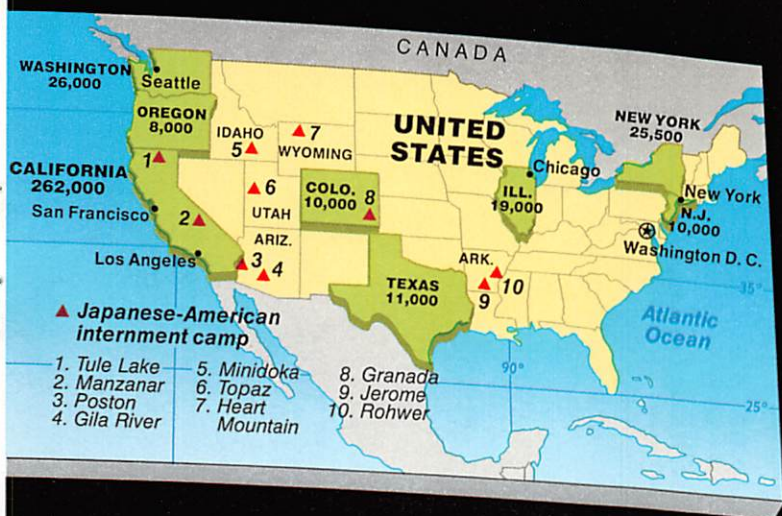 CANADA
WASHINGTON
26,000
Seattle
OREGON
8,000
IDAHO
5
7
WYOMING
UNITED
STATES
NEW YORK
25,500
1
CALIFORNIA
262,000
6
UTAH
COLO.
10,000
8
Chicago
ILL.
19,000
New York
N.J.
10,000
San Francisco
2
Washington D. C.
ARIZ.
Los Angeles
3
4
ARK.
10
9
TEXAS
11,000
35°
Atlantic
Ocean
90°
25°
Japanese-American
internment camp
1. Tule Lake
2. Manzanar
3. Poston
4. Gila River
5. Minidoka
6. Topaz
7. Heart
Mountain
8. Granada
9. Jerome
10. Rohwer